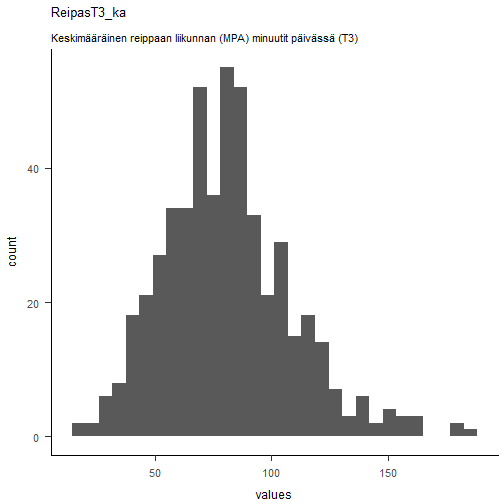 ReipasT3_ka
Keskimääräinen reippaan liikunnan (MPA) minuutit päivässä (T3)
40
20
0
count
50 100 150
values